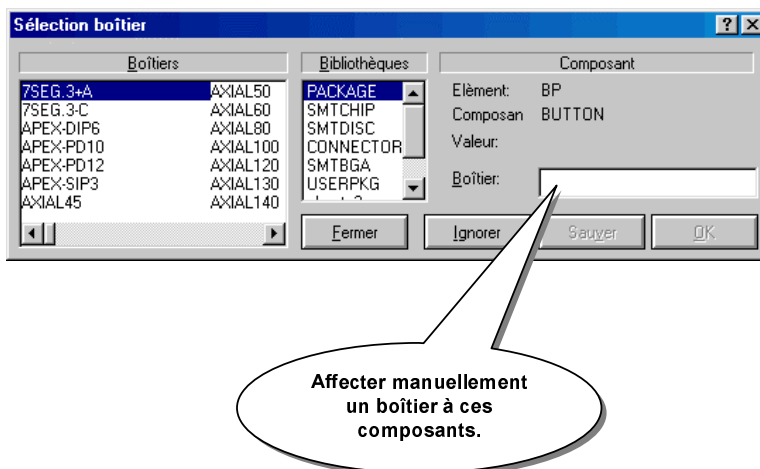 Sélection boîtier
Boîtiers
7SEG.3+A AXIAL50
7SEG.3-C AXIAL60
APEX-DIP6 AXIAL80
APEX-PD10 AXIAL100
APEX-PD12 AXIAL120
APEX-SIP3 AXIAL130
AXIAL45 AXIAL140
Bibliothèques
PACKAGE
SMTCHIP
SMTDISC
CONNECTOR
SMTBGA
USERPKG
Composant
Elèment: BP
Composan BUTTON
Valeur:
Boîtier:
Fermer
Ignorer
Sauver
OK
Affecter manuellement
un boîtier à ces
composants.